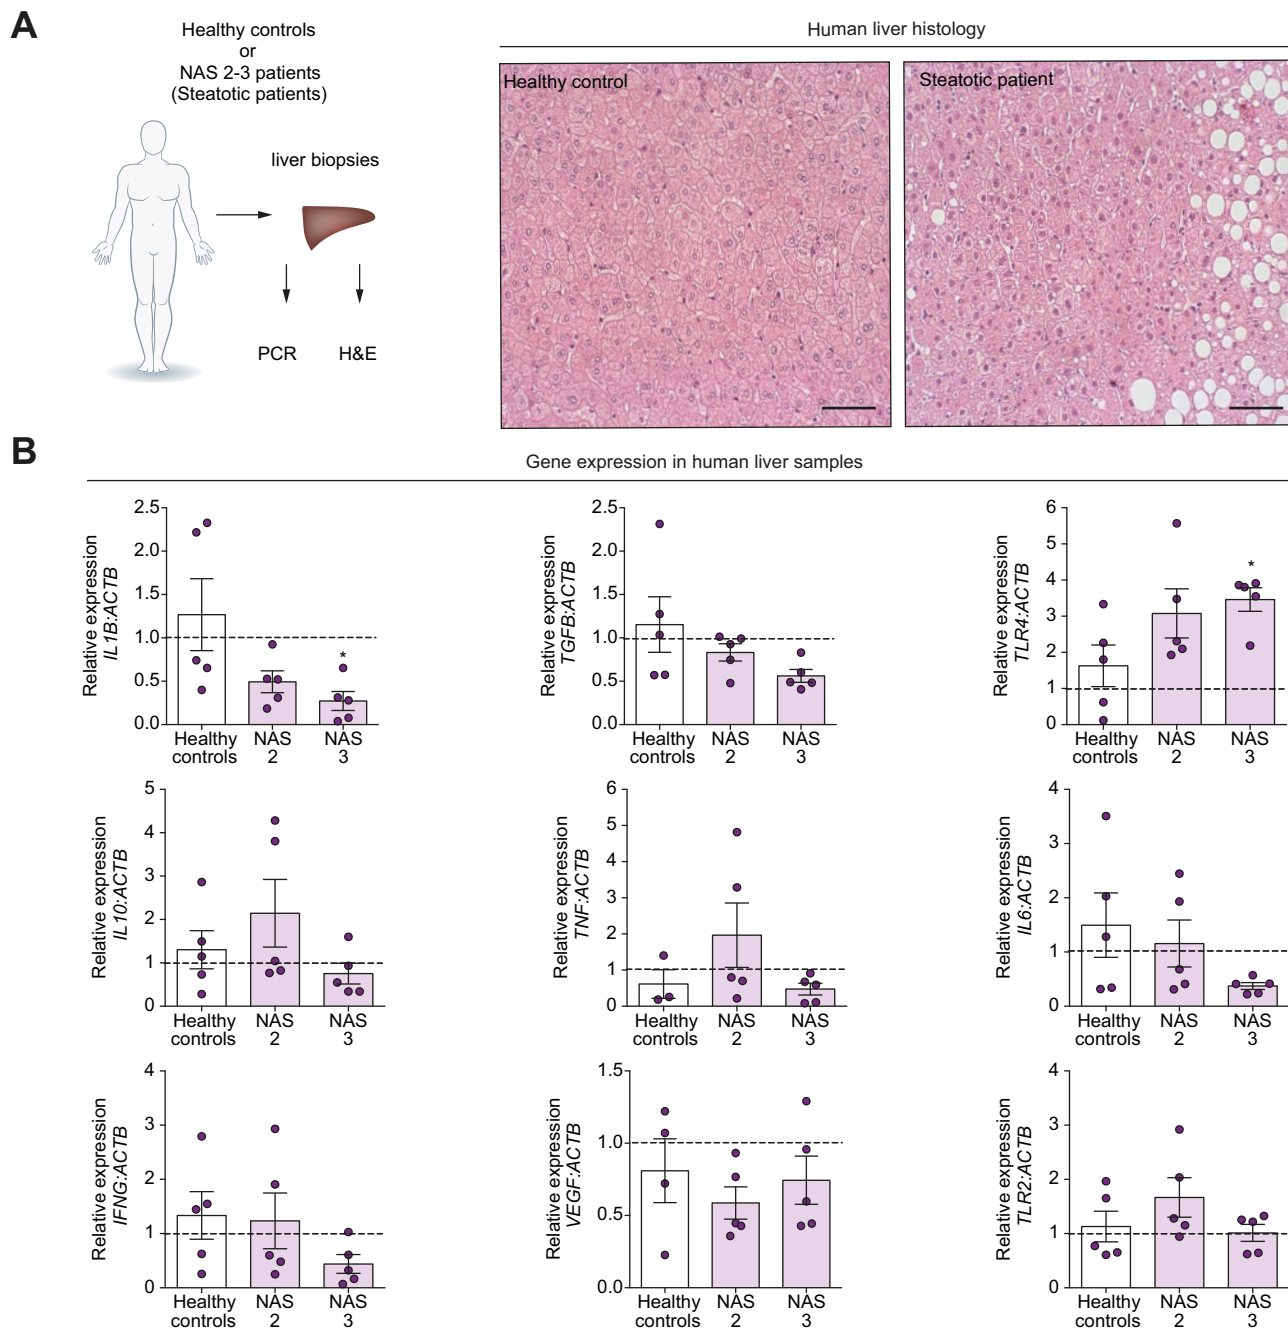 A
Healthy controls
or
NAS 2-3 patients
(Steatotic patients)
liver biopsies
PCR
H&E
Human liver histology
Healthy control
Steatotic patient
B
Gene expression in human liver samples
Relative expression
IL1B:ACTB
2.5
2.0
1.5
1.0
0.5
0.0
*
Healthy controls
NAS 2
NAS 3
Relative expression
TGFB:ACTB
2.5
2.0
1.5
1.0
0.5
0.0
Healthy controls
NAS 2
NAS 3
Relative expression
TLR4:ACTB
6
5
4
3
2
1
0
*
Healthy controls
NAS 2
NAS 3
Relative expression
IL10:ACTB
5
4
3
2
1
0
Healthy controls
NAS 2
NAS 3
Relative expression
TNF:ACTB
6
5
4
3
2
1
0
Healthy controls
NAS 2
NAS 3
Relative expression
IL6:ACTB
4
3
2
1
0
Healthy controls
NAS 2
NAS 3
Relative expression
IFNG:ACTB
4
3
2
1
0
Healthy controls
NAS 2
NAS 3
Relative expression
VEGF:ACTB
1.5
1.0
0.5
0.0
Healthy controls
NAS 2
NAS 3
Relative expression
TLR2:ACTB
4
3
2
1
0
Healthy controls
NAS 2
NAS 3